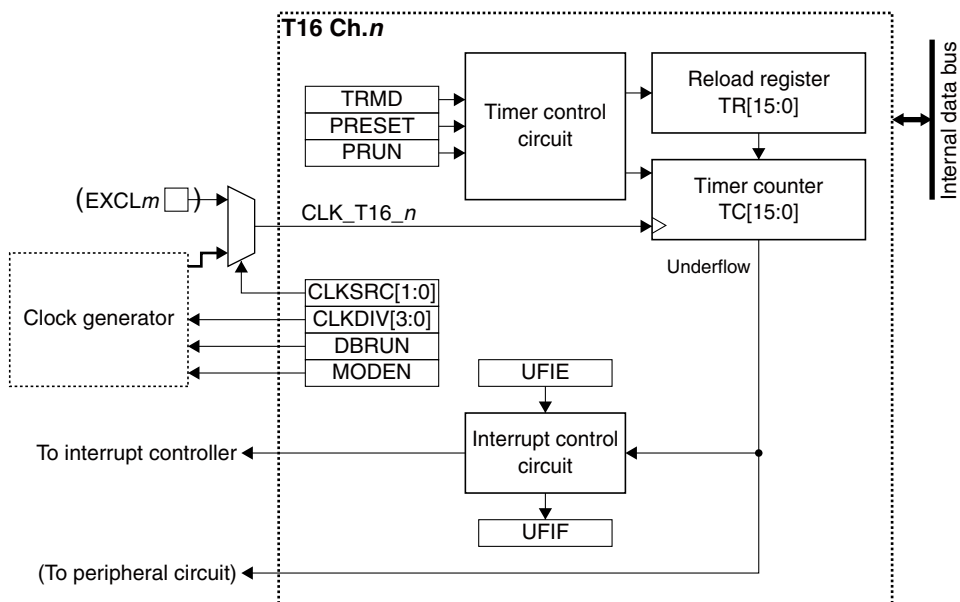 T16 Ch.n
TRMD
PRESET
PRUN
Timer control
circuit
Reload register
TR[15:0]
Timer counter
TC[15:0]
Internal data bus
(EXCLm )
CLK_T16_n
Underflow
Clock generator
CLKSRC[1:0]
CLKDIV[3:0]
DBRUN
MODEN
UFIE
Interrupt control
circuit
To interrupt controller
UFIF
(To peripheral circuit)